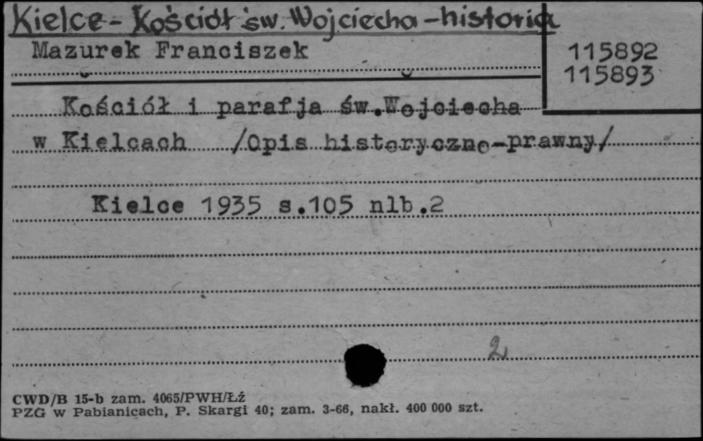 Kielce - Kościół św. Wojciecha - historia
Mazurek Franciszek
115892
115893
Kościół i parafja św.Wojciecha
w Kielcach /Opis historyczno-prawny/
Kielce 1935 s.105 nlb.2
2
CWD/B 15-b zam. 4065/PWH/Łź
PZG w Pabianicach, P. Skargi 40; zam. 3-66, nakł. 400 000 szt.